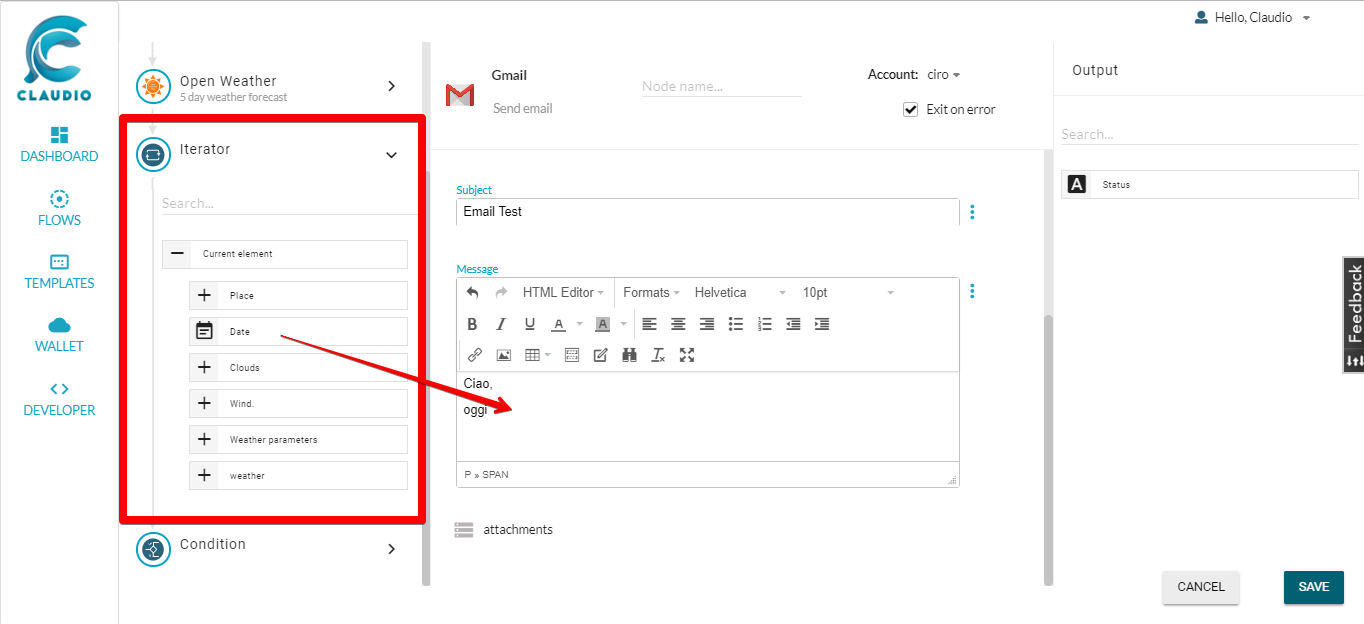 Hello, Claudio
CLAUDIO
DASHBOARD
FLOWS
TEMPLATES
WALLET
DEVELOPER
Open Weather
5 day weather forecast
Iterator
Search...
Current element
Place
Date
Clouds
Wind.
Weather parameters
weather
Condition
Gmail
Send email
Node name...
Account: ciro
Exit on error
Subject
Email Test
Message
HTML Editor Formats Helvetica 10pt
B I U A A
Ciao,
oggi
P » SPAN
attachments
Output
Search...
A Status
Feedback
CANCEL SAVE